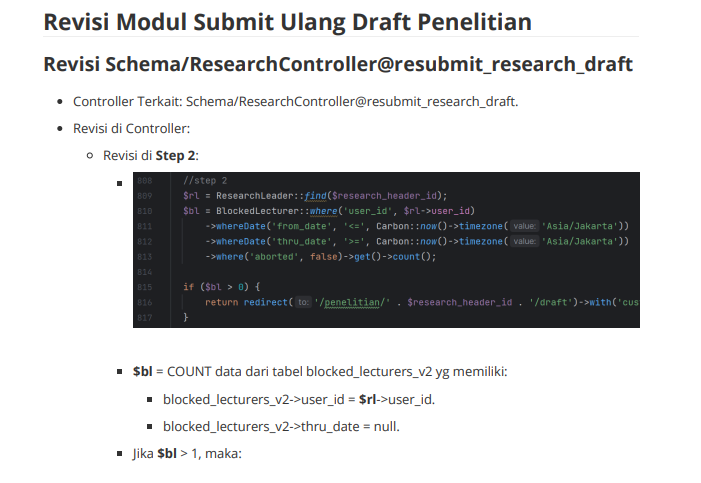 Revisi Modul Submit Ulang Draft Penelitian
Revisi Schema/ResearchController@resubmit_research_draft
Controller Terkait: Schema/ResearchController@resubmit_research_draft.
Revisi di Controller:
Revisi di Step 2:
808 //step 2
809 $rl = ResearchLeader::find($research_header_id);
810 $bl = BlockedLecturer::where('user_id', $rl->user_id)
811 ->whereDate('from_date', '<=', Carbon::now()->timezone( value: 'Asia/Jakarta'))
812 ->whereDate('thru_date', '>=', Carbon::now()->timezone( value: 'Asia/Jakarta'))
813 ->where('aborted', false)->get()->count();
814
815 if ($bl > 0) {
816 return redirect( to: '/penelitian/' . $research_header_id . '/draft')->with('cus
817 }
$bl = COUNT data dari tabel blocked_lecturers_v2 yg memiliki:
blocked_lecturers_v2->user_id = $rl->user_id.
blocked_lecturers_v2->thru_date = null.
Jika $bl > 1, maka: